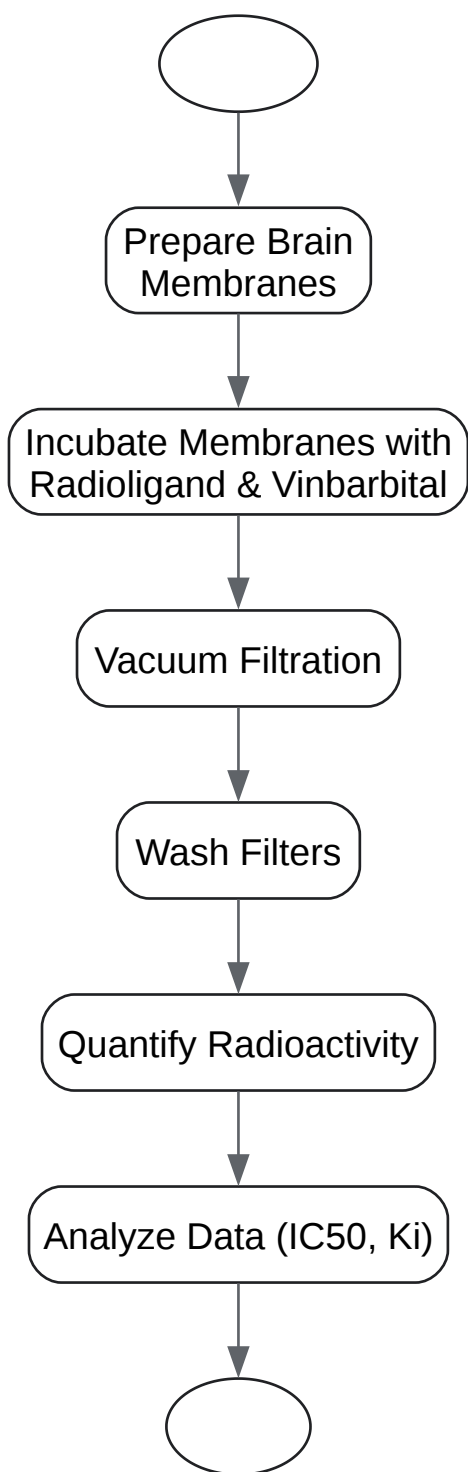 Prepare Brain
Membranes
Incubate Membranes with
Radioligand & Vinbarbital
Vacuum Filtration
Wash Filters
Quantify Radioactivity
Analyze Data (IC50, Ki)